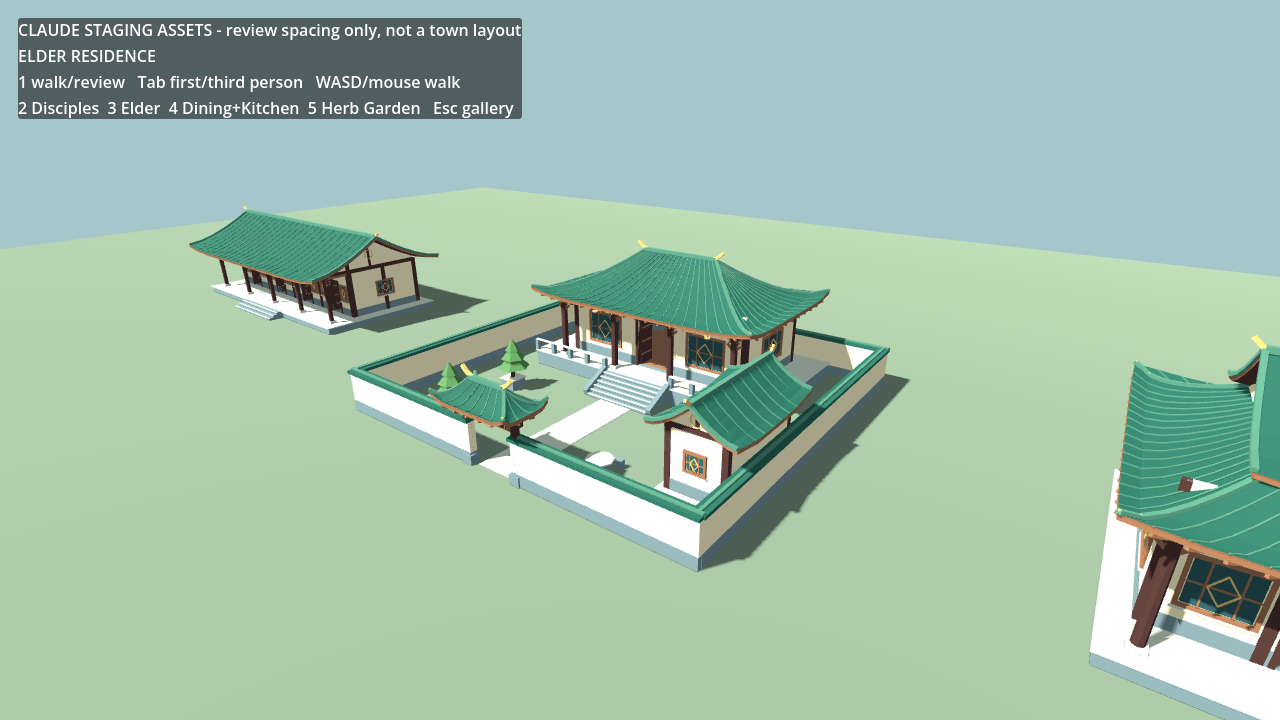 CLAUDE STAGING ASSETS - review spacing only, not a town layout
ELDER RESIDENCE
1 walk/review   Tab first/third person   WASD/mouse walk
2 Disciples  3 Elder  4 Dining+Kitchen  5 Herb Garden   Esc gallery